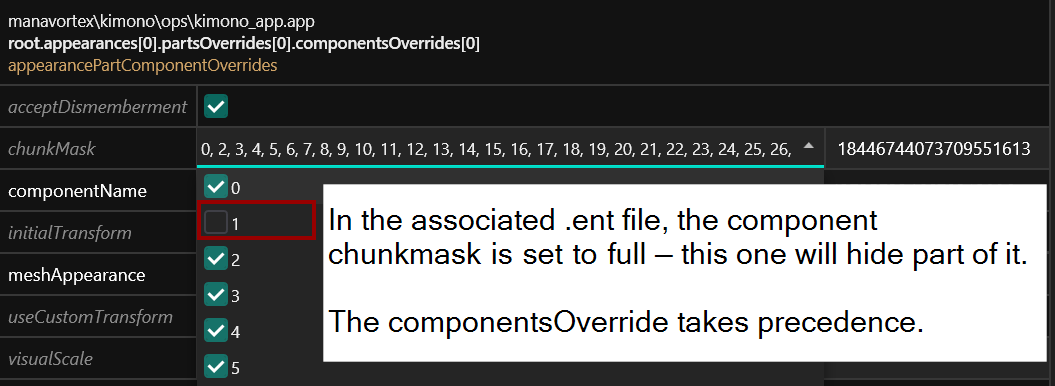 manavortex\kimono\ops\kimono_app.app
root.appearances[0].partsOverrides[0].componentsOverrides[0]
appearancePartComponentOverrides
acceptDismemberment
chunkMask
0, 2, 3, 4, 5, 6, 7, 8, 9, 10, 11, 12, 13, 14, 15, 16, 17, 18, 19, 20, 21, 22, 23, 24, 25, 26,
18446744073709551613
componentName
0
initialTransform
1
meshAppearance
2
useCustomTransform
3
visualScale
4
5
In the associated .ent file, the component
chunkmask is set to full – this one will hide part of it.
The componentsOverride takes precedence.